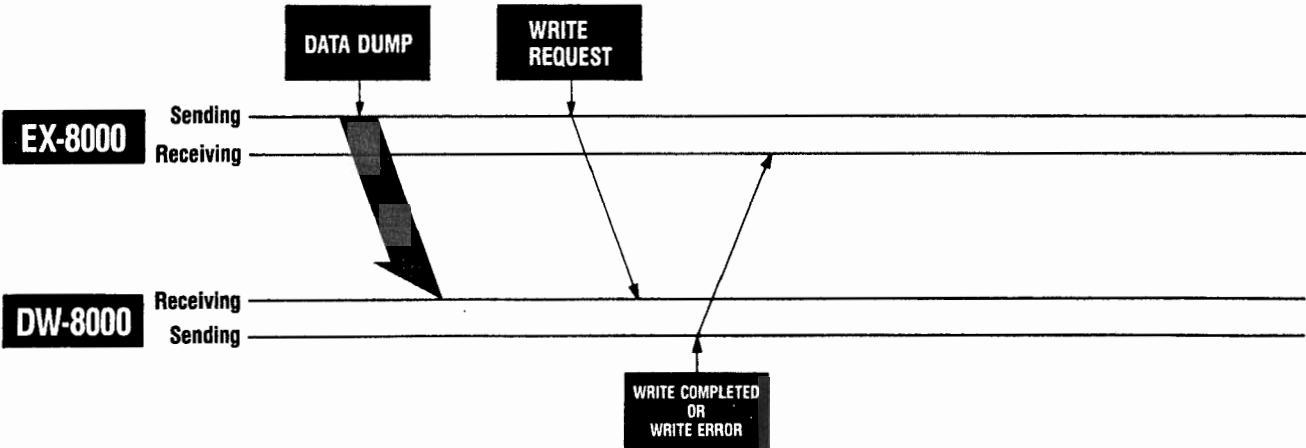 DATA DUMP
WRITE
REQUEST
EX-8000
Sending
Receiving
DW-8000
Receiving
Sending
WRITE COMPLETED
OR
WRITE ERROR